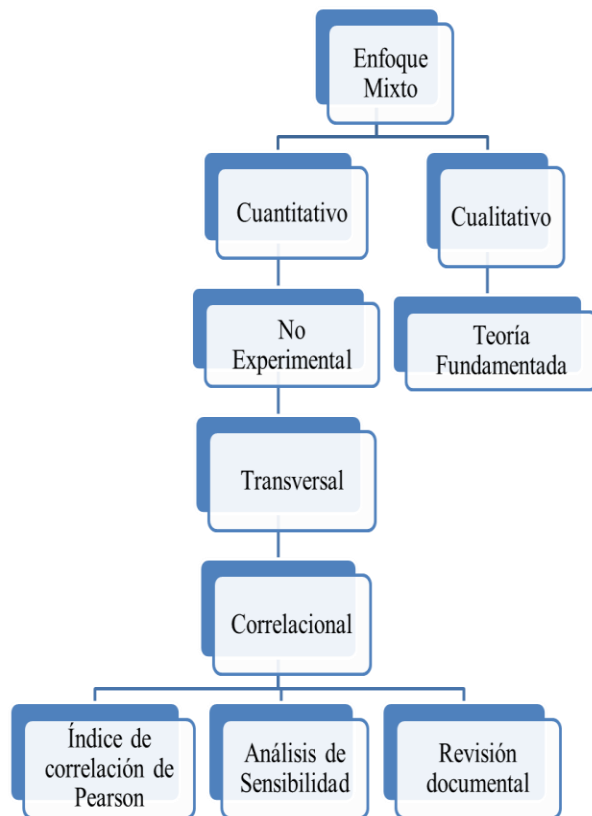 Enfoque
Mixto
Cuantitativo
Cualitativo
No
Experimental
Teoría
Fundamentada
Transversal
Correlacional
Índice de
correlación de
Pearson
Análisis de
Sensibilidad
Revisión
documental